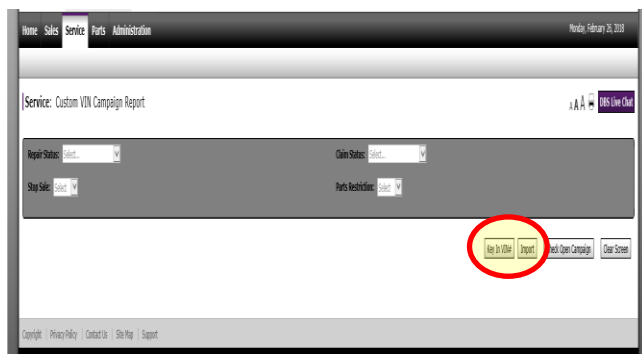 Home Sales Service Parts Administration
Monday, February 26, 2018
Service: Custom VIN Campaign Report
A A A DBS Live Chat
Repair Status: Select... Claim Status: Select...
Stop Sale: Select Parts Restriction: Select
Key In VIN# Import Check Open Campaign Clear Screen
Copyright | Privacy Policy | Contact Us | Site Map | Support